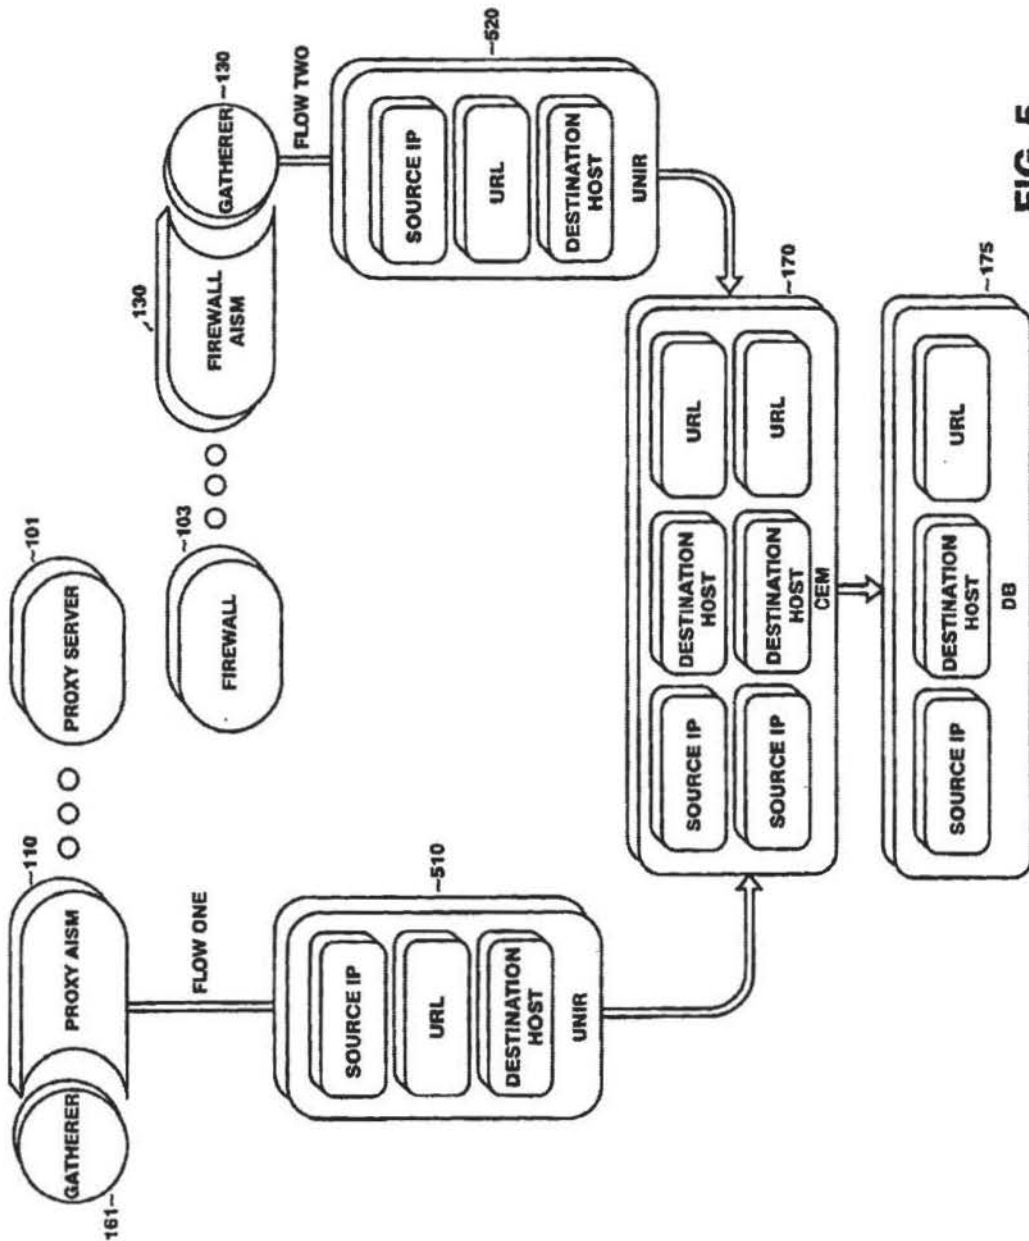 161~
GATHERER
PROXY AISM
~110
PROXY SERVER
~101
FIREWALL
~103
~130
FIREWALL
AISM
GATHERER
~130
FLOW ONE
FLOW TWO
SOURCE IP
URL
DESTINATION
HOST
UNIR
~510
SOURCE IP
URL
DESTINATION
HOST
UNIR
~520
SOURCE IP
DESTINATION
HOST
URL
SOURCE IP
DESTINATION
HOST
URL
CEM
~170
SOURCE IP
DESTINATION
HOST
URL
DB
~175